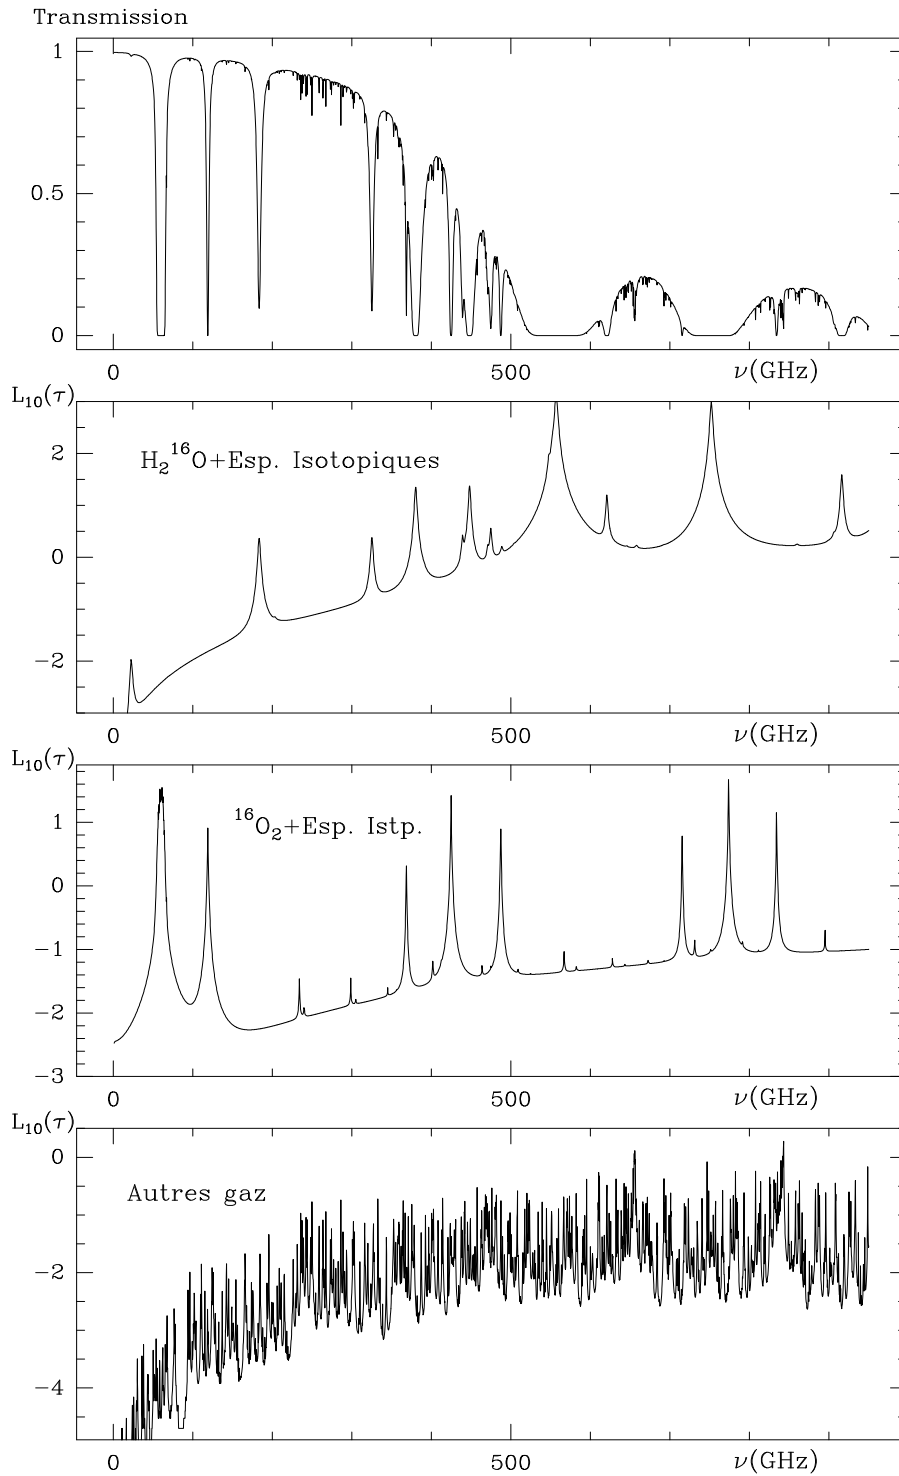 Transmission
1
0.5
0
0 500 ν(GHz)
L₁₀(τ)
2
H₂¹⁶O+Esp. Isotopiques
0
−2
0 500 ν(GHz)
L₁₀(τ)
1
¹⁶O₂+Esp. Istp.
0
−1
−2
−3
0 500 ν(GHz)
L₁₀(τ)
0
Autres gaz
−2
−4
0 500 ν(GHz)